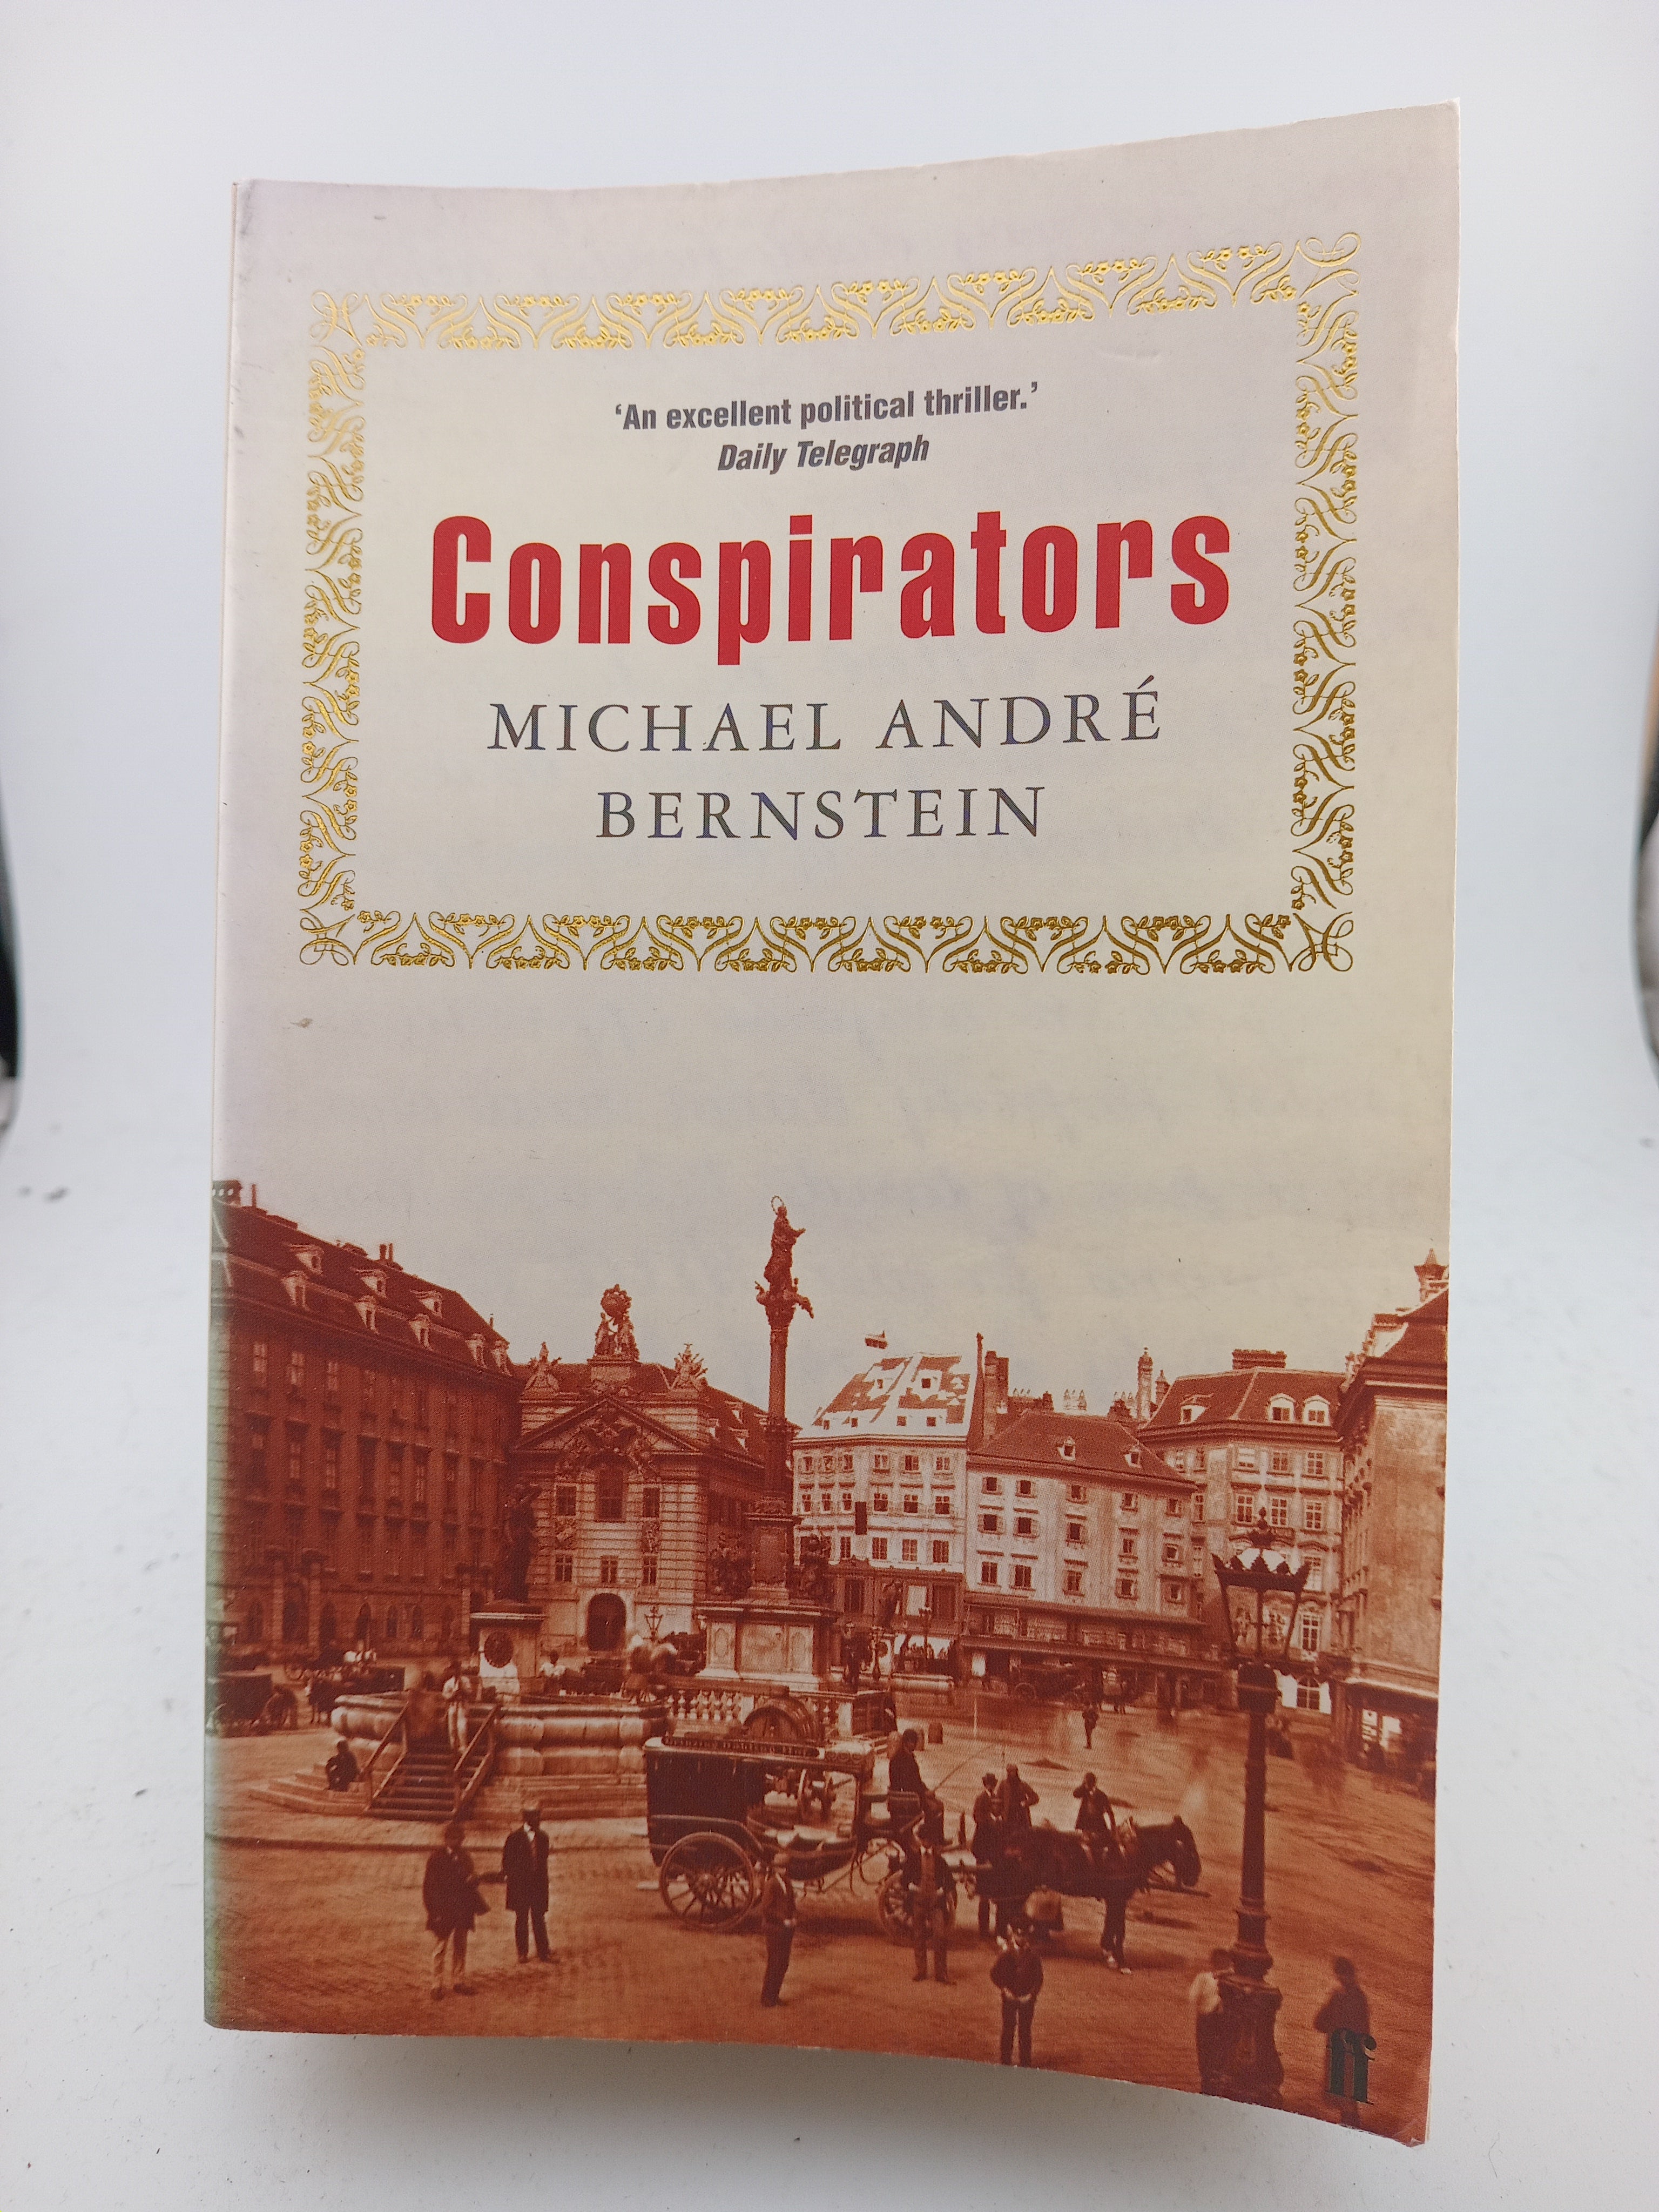 ‘An excellent political thriller.’
Daily Telegraph
Conspirators
MICHAEL ANDRÉ
BERNSTEIN
ff